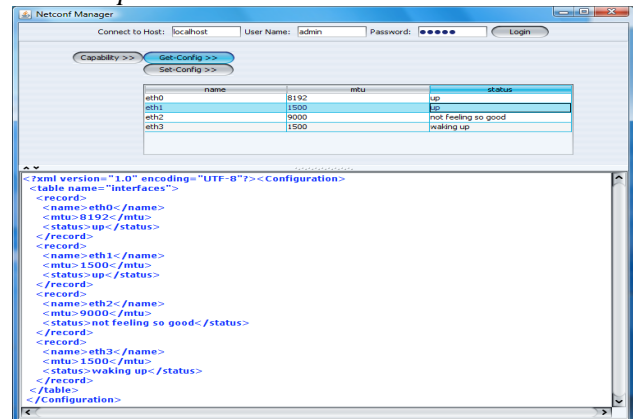 Netconf Manager
Connect to Host: localhost User Name: admin Password: ●●●●● Login
Capability >> Get-Config >>
Set-Config >>
name mtu status
eth0 8192 up
eth1 1500 up
eth2 9000 not feeling so good
eth3 1500 waking up
<?xml version="1.0" encoding="UTF-8"?><Configuration>
<table name="interfaces">
<record>
<name>eth0</name>
<mtu>8192</mtu>
<status>up</status>
</record>
<record>
<name>eth1</name>
<mtu>1500</mtu>
<status>up</status>
</record>
<record>
<name>eth2</name>
<mtu>9000</mtu>
<status>not feeling so good</status>
</record>
<record>
<name>eth3</name>
<mtu>1500</mtu>
<status>waking up</status>
</record>
</table>
</Configuration>